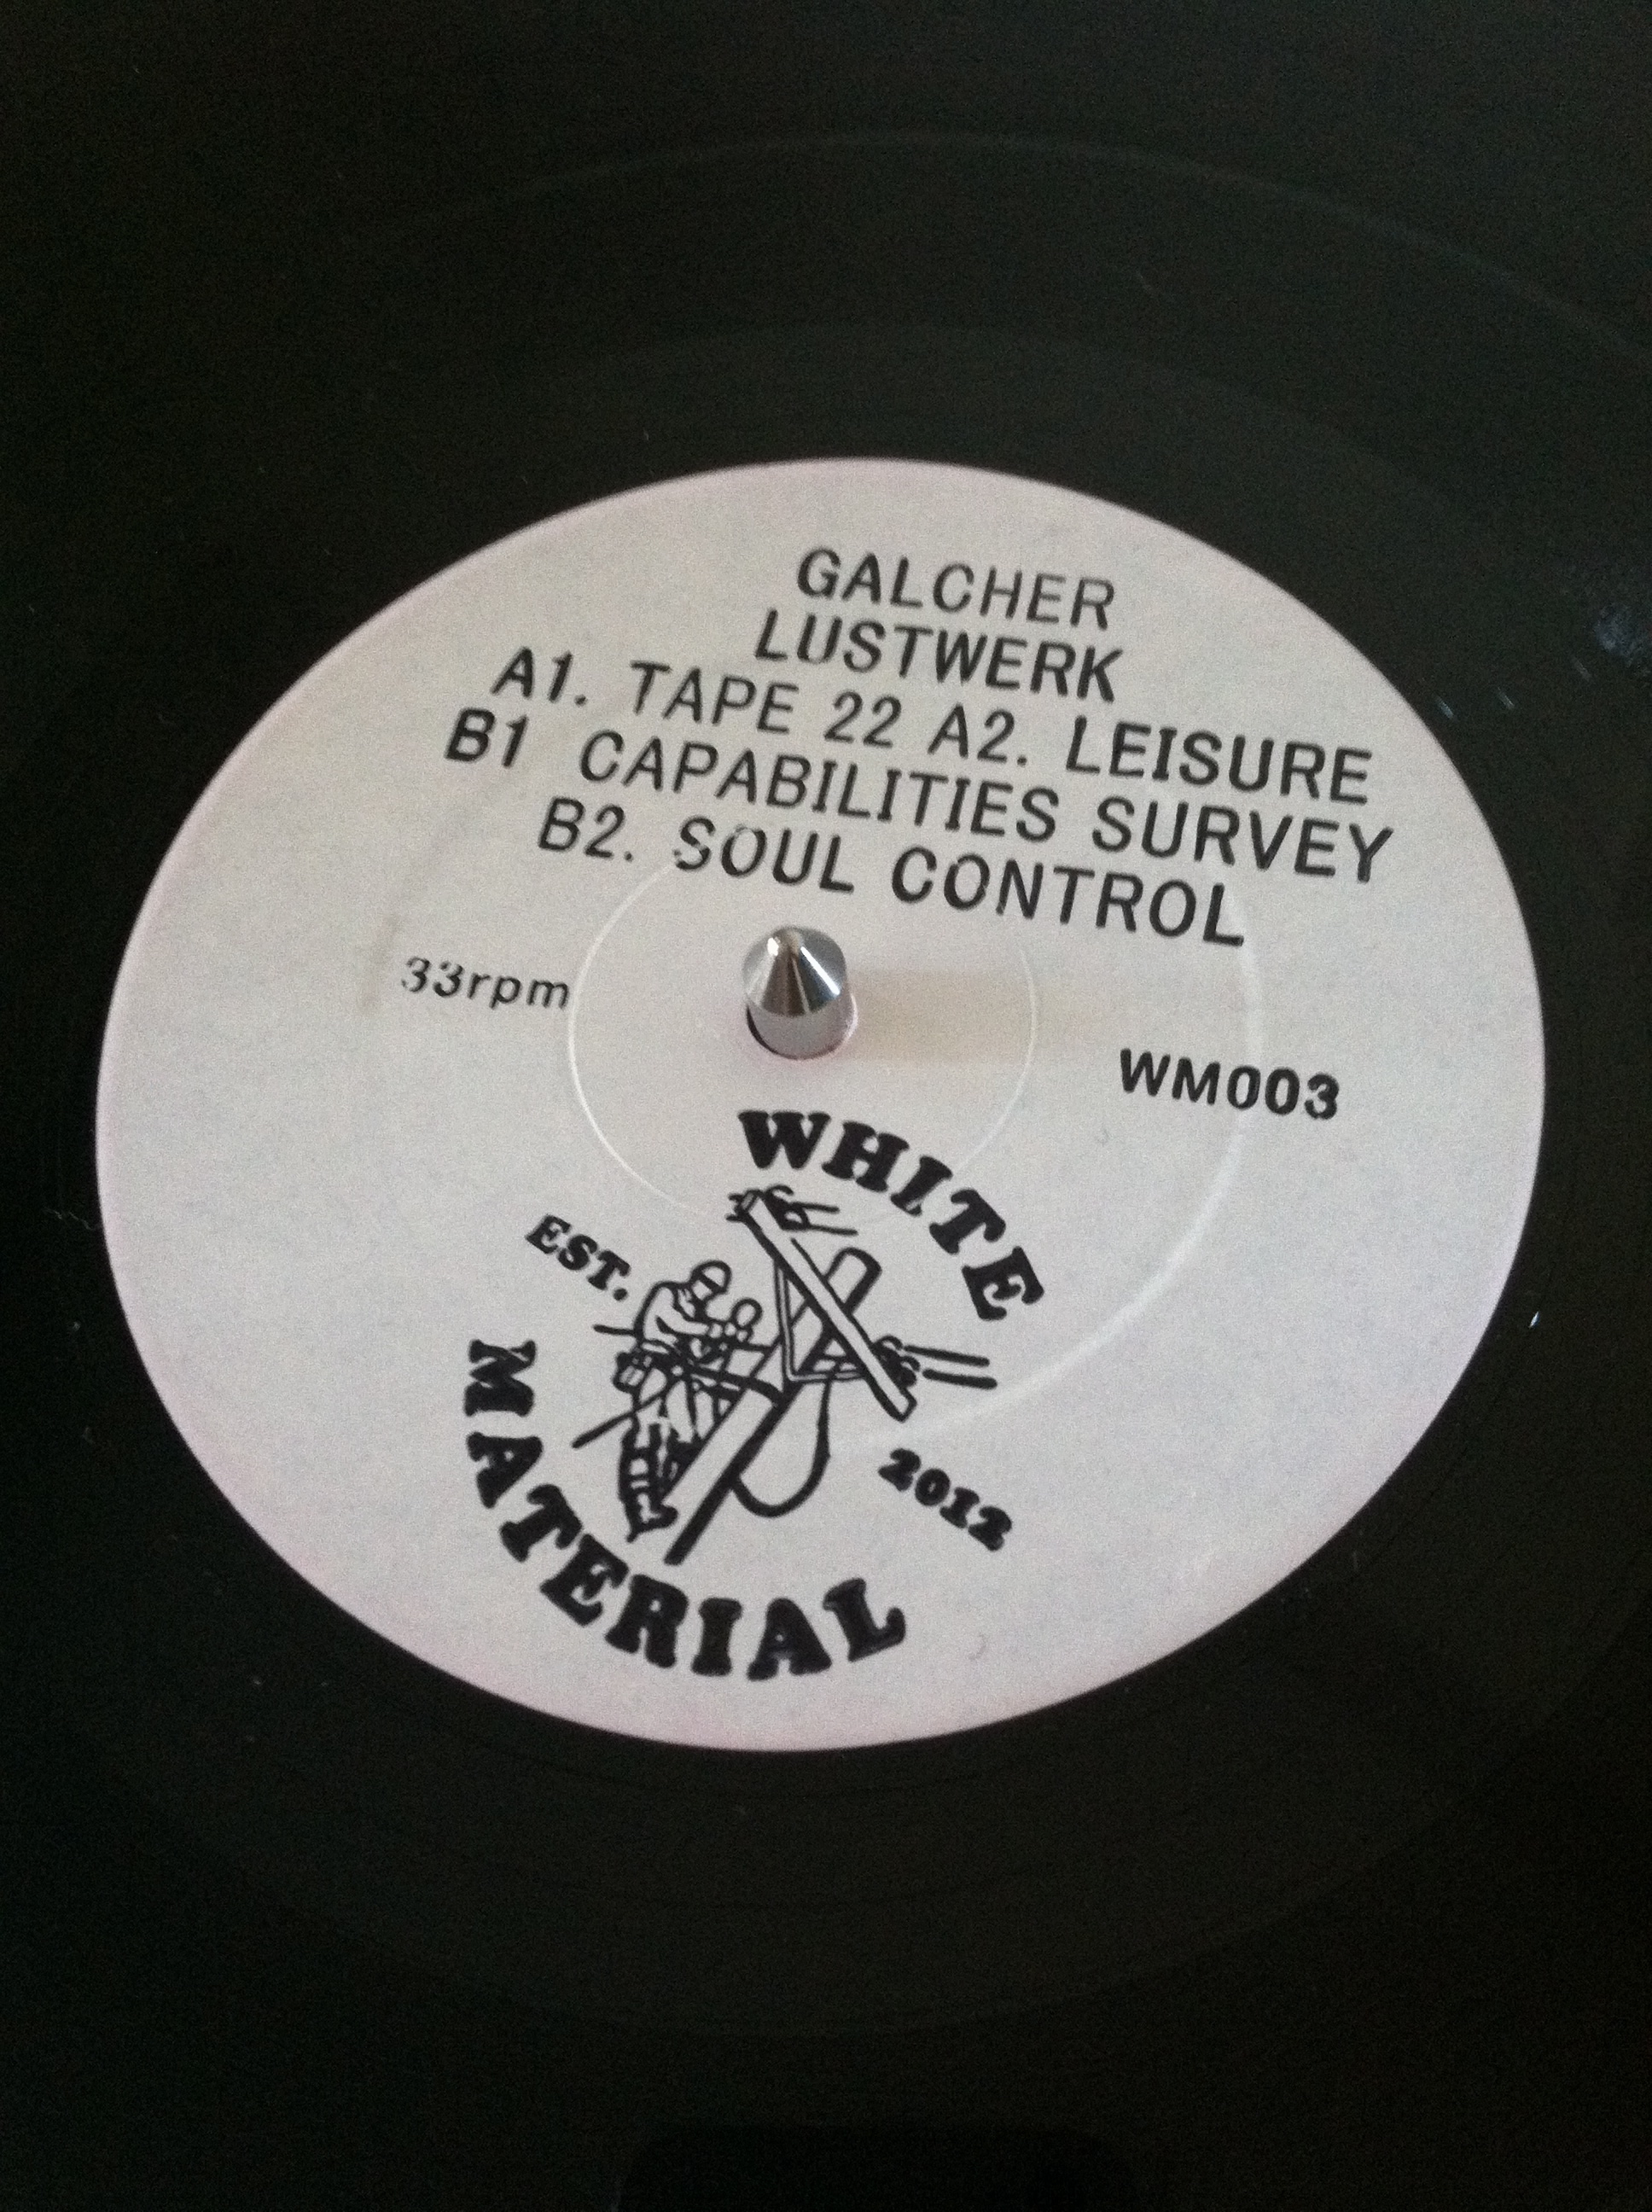 GALCHER
LUSTWERK
A1. TAPE 22 A2. LEISURE
B1 CAPABILITIES SURVEY
B2. SOUL CONTROL
33rpm
WM003
WHITE
EST.
2012
MATERIAL